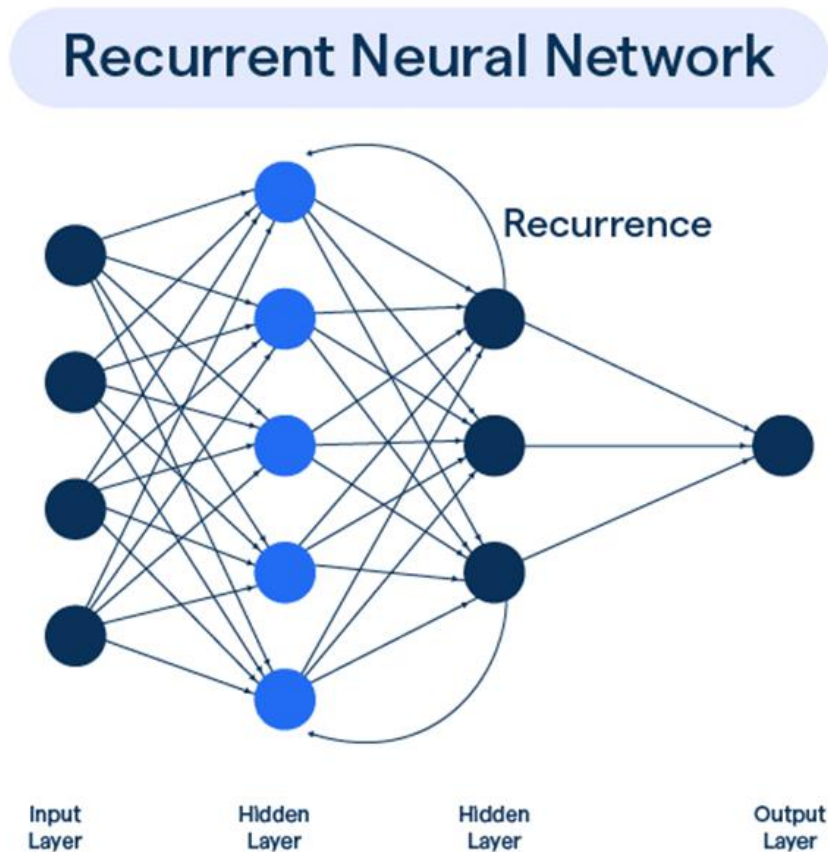 Recurrent Neural Network
Recurrence
Input
Layer
Hidden
Layer
Hidden
Layer
Output
Layer